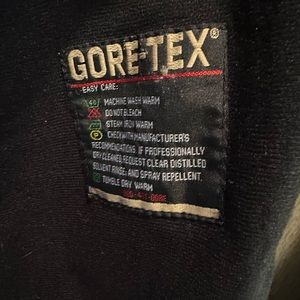 GORE-TEX®
EASY CARE:
40 MACHINE WASH WARM
DO NOT BLEACH
STEAM IRON WARM
P CHECK WITH MANUFACTURER'S
RECOMMENDATIONS. IF PROFESSIONALLY
DRY CLEANED, REQUEST CLEAR DISTILLED
SOLVENT RINSE, AND SPRAY REPELLENT.
TUMBLE DRY WARM